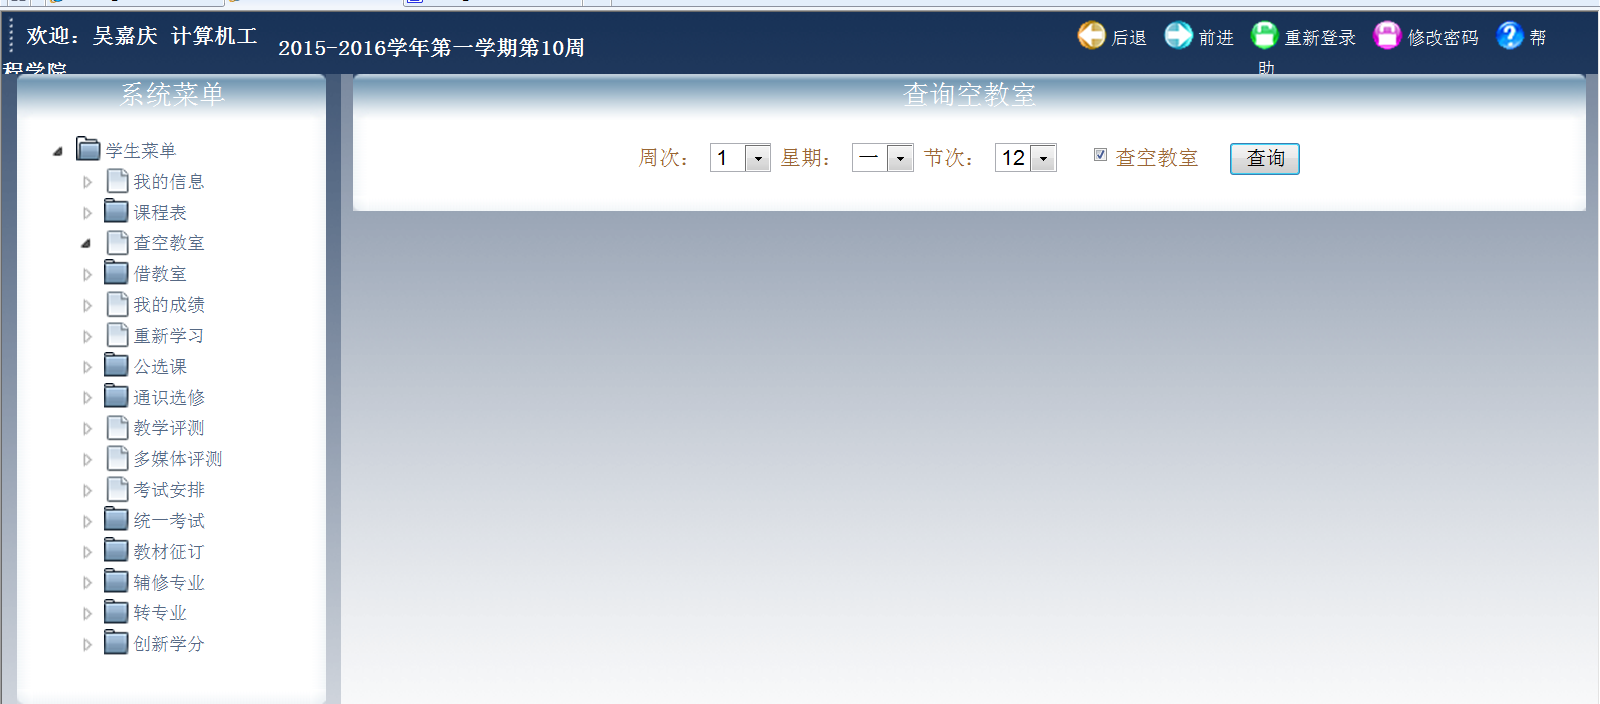 欢迎：吴嘉庆 计算机工
程学院
2015-2016学年第一学期第10周
后退 前进 重新登录 修改密码 帮
助
系统菜单
学生菜单
我的信息
课程表
查空教室
借教室
我的成绩
重新学习
公选课
通识选修
教学评测
多媒体评测
考试安排
统一考试
教材征订
辅修专业
转专业
创新学分
查询空教室
周次： 1 星期： 一 节次： 12 查空教室 查询